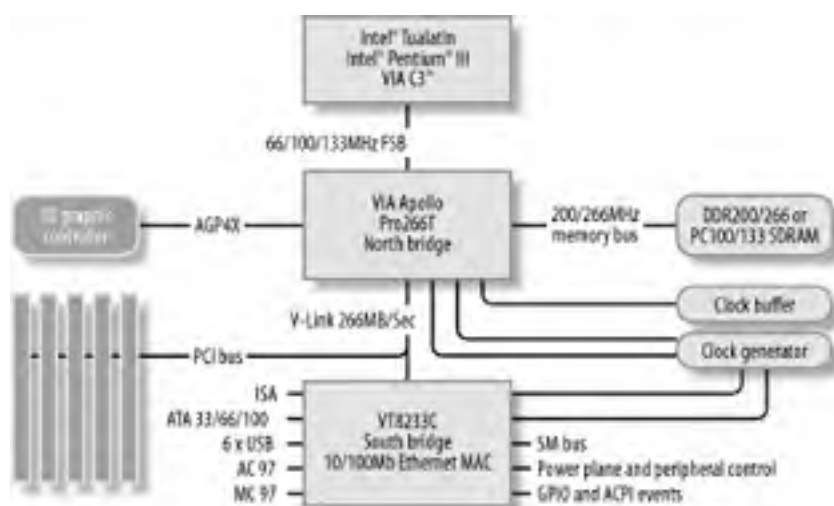 Intel® Tualatin
Intel® Pentium® III
VIA C3™
66/100/133MHz FSB
VIA Apollo
Pro266T
North bridge
3D graphic
controller
AGP4X
200/266MHz
memory bus
DDR200/266 or
PC100/133 SDRAM
Clock buffer
V-Link 266MB/Sec
Clock generator
PCI bus
ISA
ATA 33/66/100
6 x USB
AC 97
MC 97
VT8233C
South bridge
10/100Mb Ethernet MAC
SM bus
Power plane and peripheral control
GPIO and ACPI events